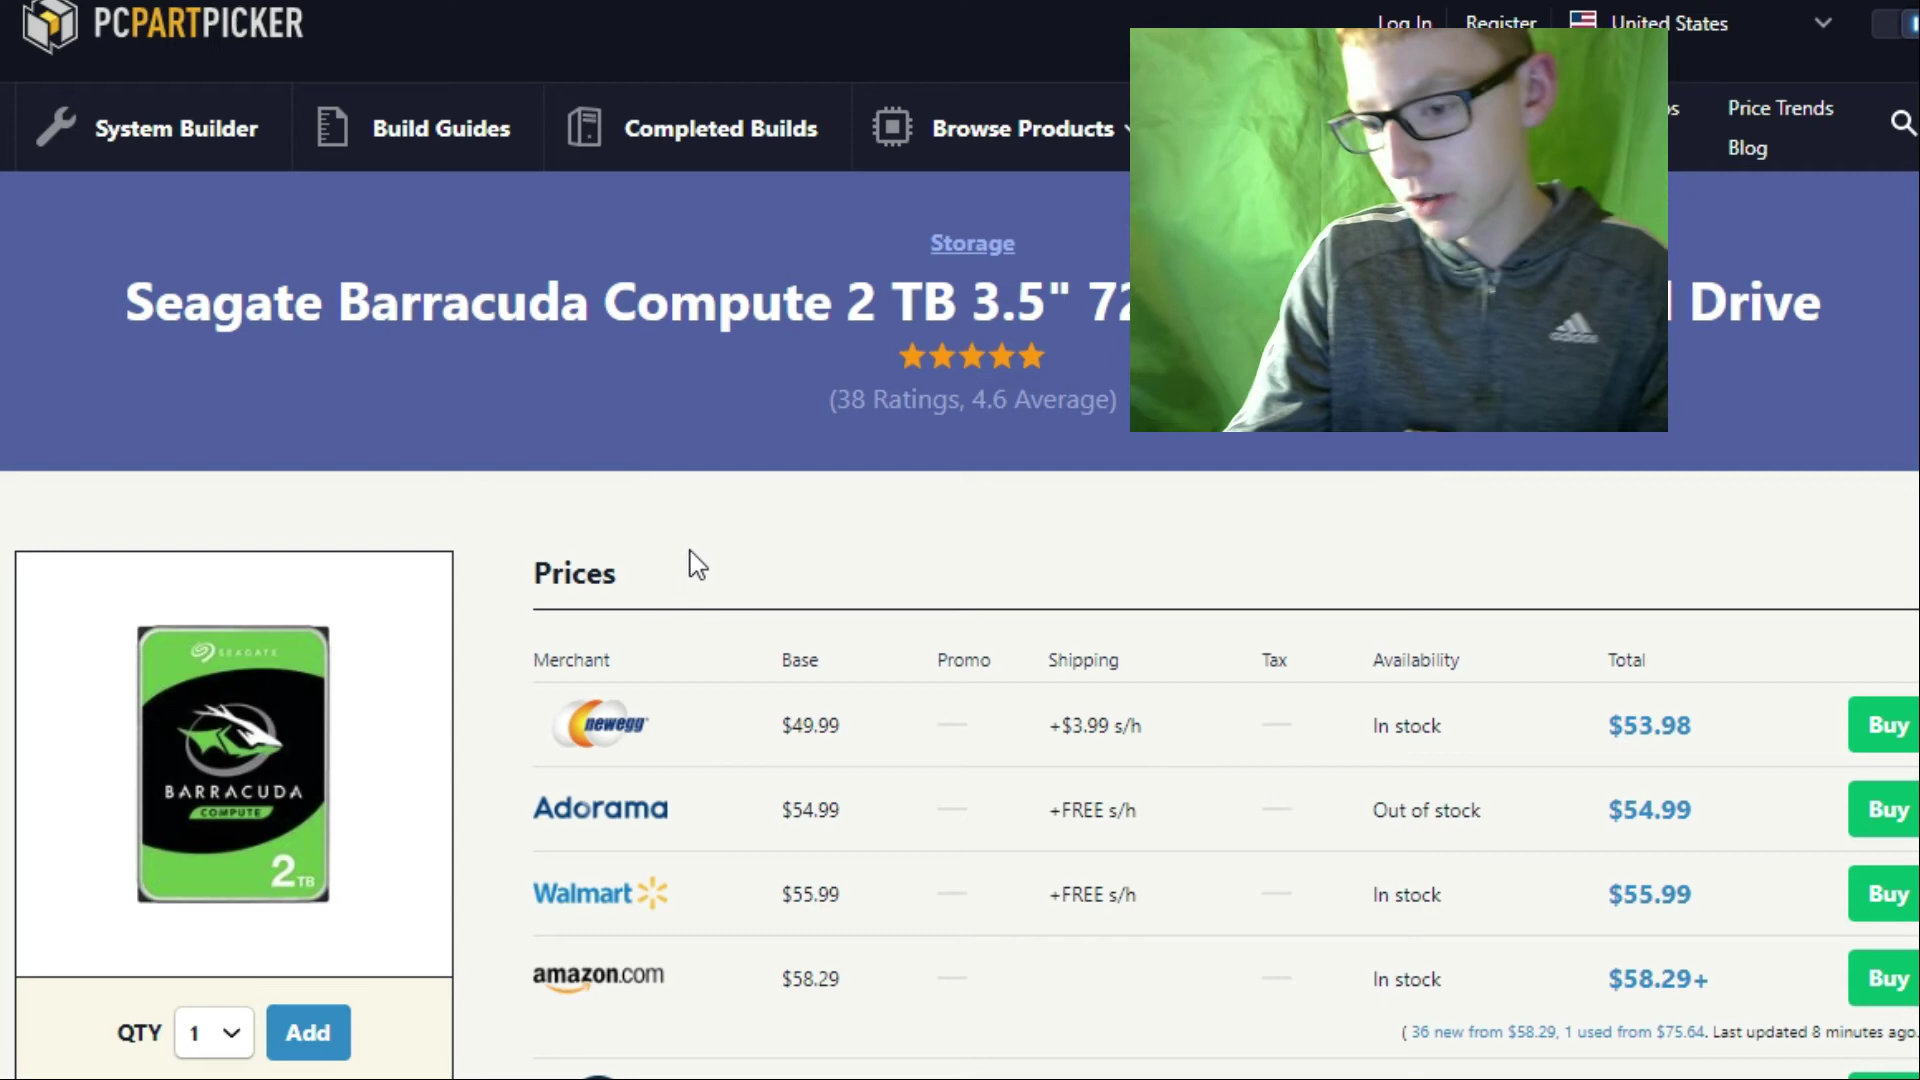 PCPARTPICKER
Log In
Register
United States
System Builder
Build Guides
Completed Builds
Browse Products
Price Trends
Blog
Storage
Seagate Barracuda Compute 2 TB 3.5" 72 Drive
(38 Ratings, 4.6 Average)
adidas
SEAGATE
BARRACUDA
COMPUTE
2TB
QTY 1 Add
Prices
Merchant Base Promo Shipping Tax Availability Total
newegg $49.99 — +$3.99 s/h — In stock $53.98 Buy
Adorama $54.99 — +FREE s/h — Out of stock $54.99 Buy
Walmart $55.99 — +FREE s/h — In stock $55.99 Buy
amazon.com $58.29 — — In stock $58.29+ Buy
( 36 new from $58.29, 1 used from $75.64. Last updated 8 minutes ago.